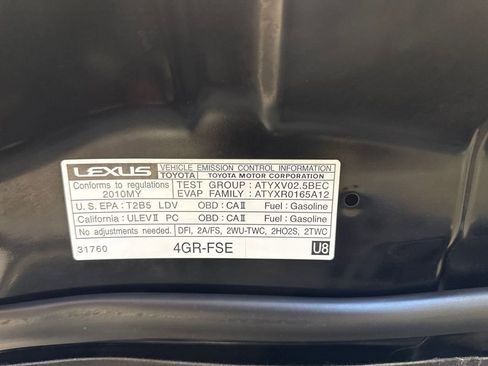 LEXUS VEHICLE EMISSION CONTROL INFORMATION
TOYOTA TOYOTA MOTOR CORPORATION
Conforms to regulations TEST GROUP : ATYXV02.5BEC
2010MY EVAP FAMILY : ATYXR0165A12
U.S. EPA : T2B5 LDV OBD : CAⅡ Fuel : Gasoline
California : ULEVⅡ PC OBD : CAⅡ Fuel : Gasoline
No adjustments needed. DFI, 2A/FS, 2WU-TWC, 2HO2S, 2TWC
31760 4GR-FSE U8